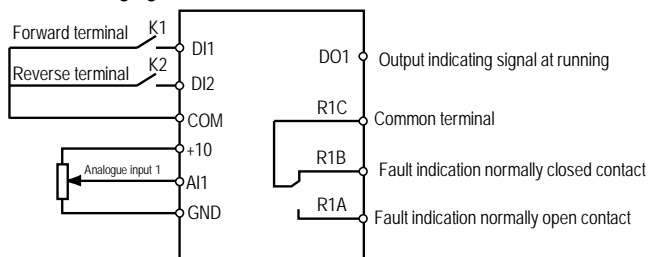 Forward terminal K1
DI1
Reverse terminal K2
DI2
COM
+10
Analogue input 1
AI1
GND
DO1 Output indicating signal at running
R1C
Common terminal
R1B
Fault indication normally closed contact
R1A
Fault indication normally open contact